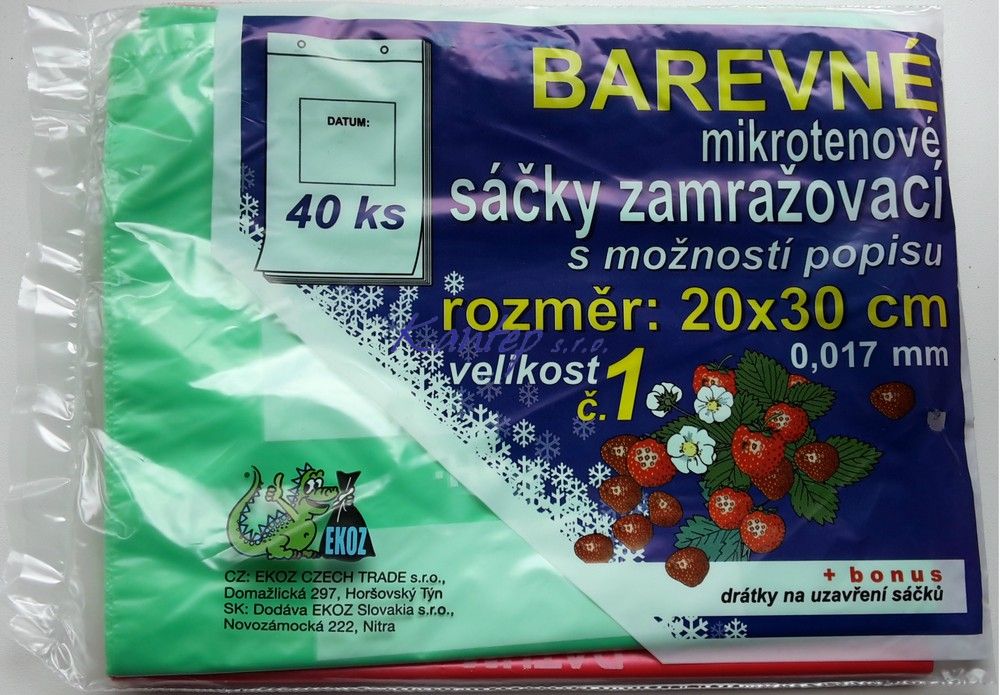 BAREVNÉ
mikrotenové
sáčky zamražovací
s možností popisu
rozměr: 20x30 cm
0,017 mm
velikost č.1
DATUM:
40 ks
s.r.o.
EKOZ
CZ: EKOZ CZECH TRADE s.r.o.,
Domažlická 297, Horšovský Týn
SK: Dodáva EKOZ Slovakia s.r.o.,
Novozámocká 222, Nitra
+ bonus
drátky na uzavření sáčků